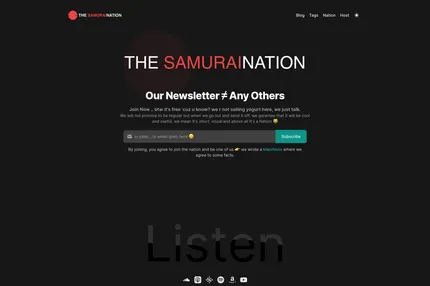 THE SAMURAINATION
Blog Tags Nation Host
THE SAMURAINATION
Our Newsletter ≠ Any Others
Join Now .. btw it's free 'cuz u know? we r not selling yogurt here, we just talk.
We will not promise to be regular but when we go out and send it off, we garantee that it will be cool
and useful, we mean it's short, visual and above all it's a Nation 😄
goes here
Subscribe
By joining, you agree to join the nation and be one of us 👉 we wrote a Manifesto where we
agree to some facts
Listen